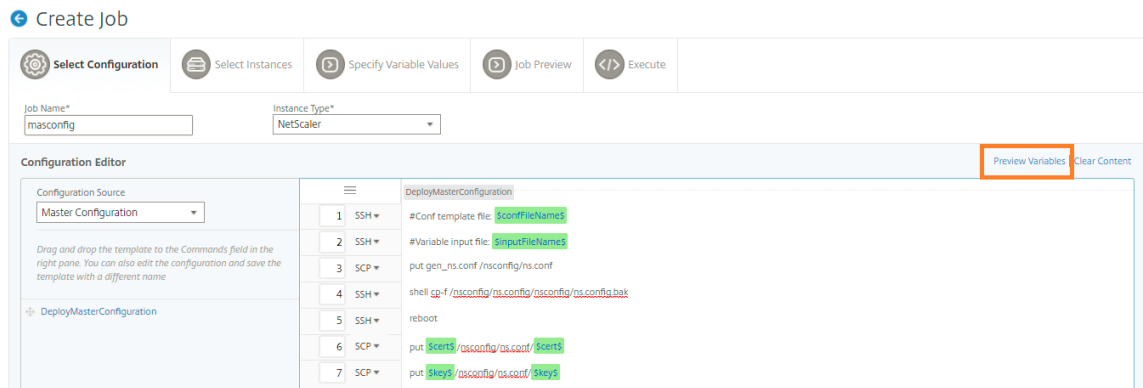 Create Job
Select Configuration
Select Instances
Specify Variable Values
Job Preview
</> Execute
Job Name*
Instance Type*
masconfig
NetScaler
Configuration Editor
Preview Variables
Clear Content
Configuration Source
Master Configuration
Drag and drop the template to the Commands field in the
right pane. You can also edit the configuration and save the
template with a different name
DeployMasterConfiguration
DeployMasterConfiguration
1 SSH #Conf template file: $confFileName$
2 SSH #Variable input file: $inputFileName$
3 SCP put gen_ns.conf /nsconfig/ns.conf
4 SSH shell cp-f /nsconfig/ns.config/nsconfig/ns.config.bak
5 SSH reboot
6 SCP put $cert$ /nsconfig/ns.conf/ $cert$
7 SCP put $key$ /nsconfig/ns.conf/ $key$